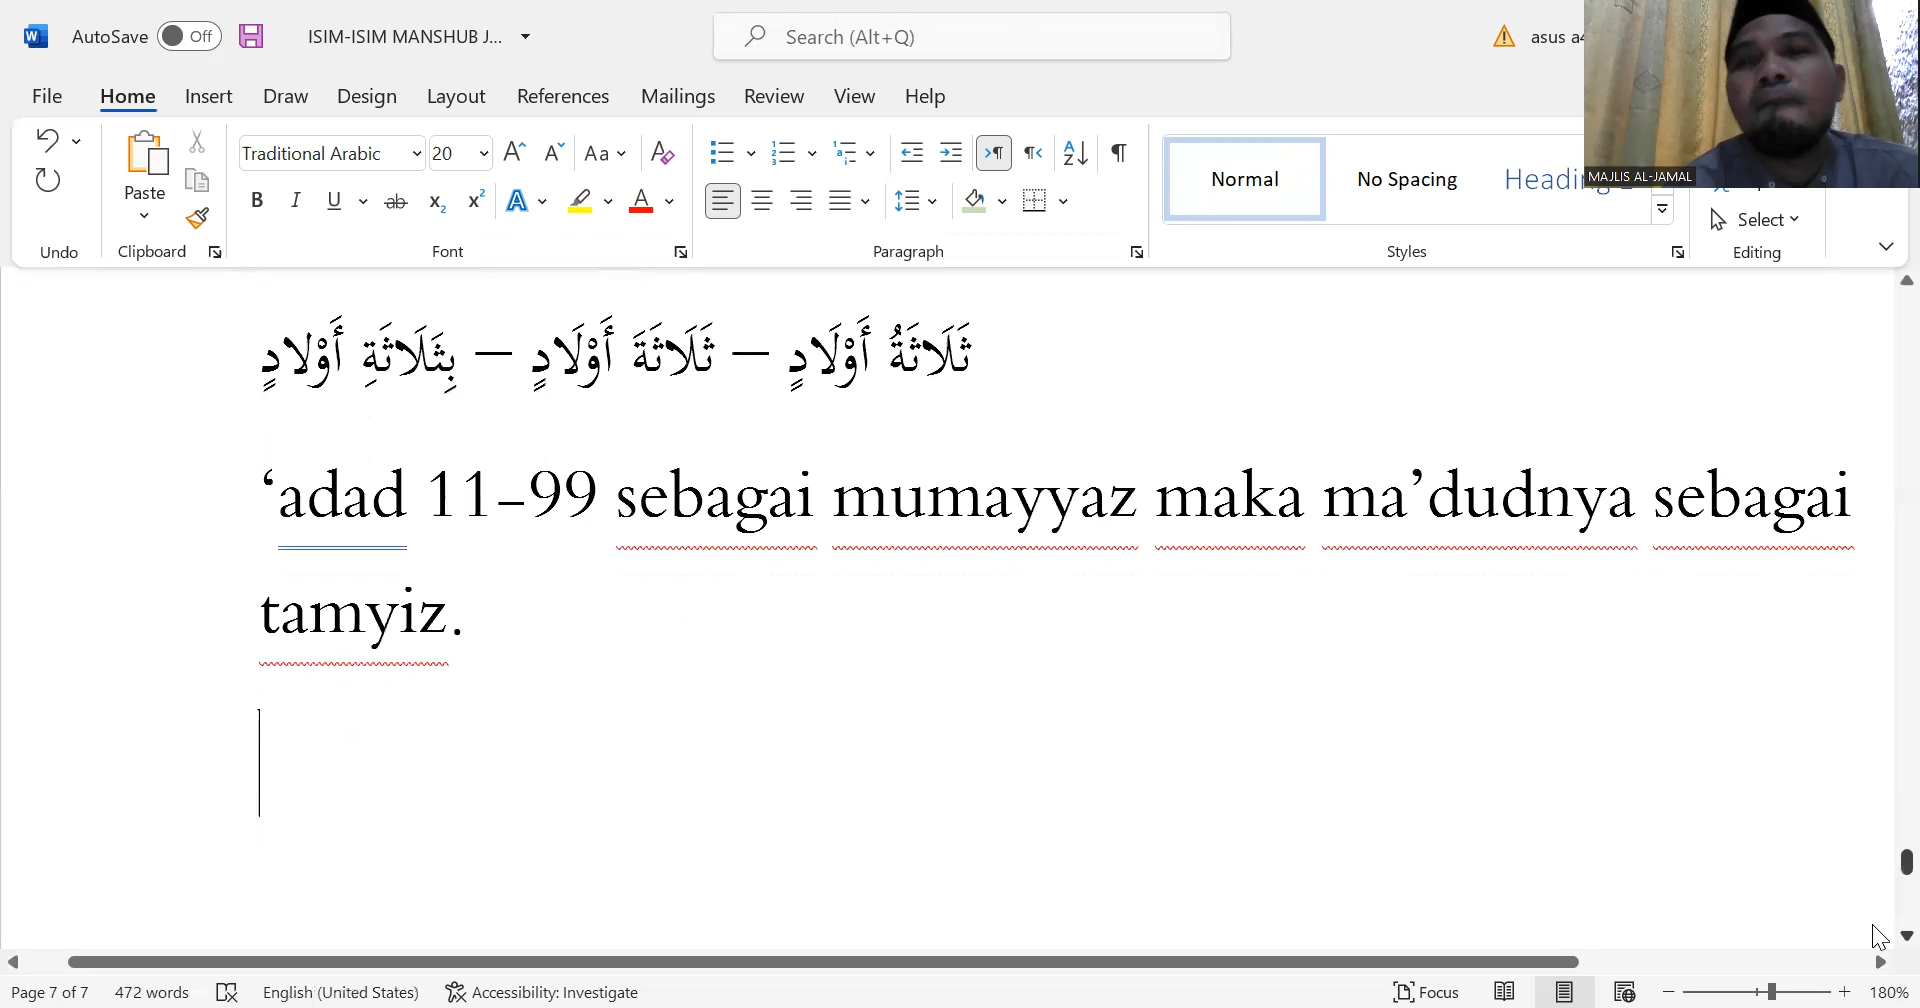 AutoSave Off ISIM-ISIM MANSHUB J... Search (Alt+Q) asus a4
File Home Insert Draw Design Layout References Mailings Review View Help
MAJLIS AL-JAMAL
Paste
Traditional Arabic 20
Normal No Spacing Heading
Select
Undo Clipboard Font Paragraph Styles Editing
ثَلَاثَةُ أَوْلَادٍ – ثَلَاثَةَ أَوْلَادٍ – بِثَلَاثَةِ أَوْلادٍ
‘adad 11–99 sebagai mumayyaz maka ma’dudnya sebagai
tamyiz.
Page 7 of 7 472 words English (United States) Accessibility: Investigate Focus 180%